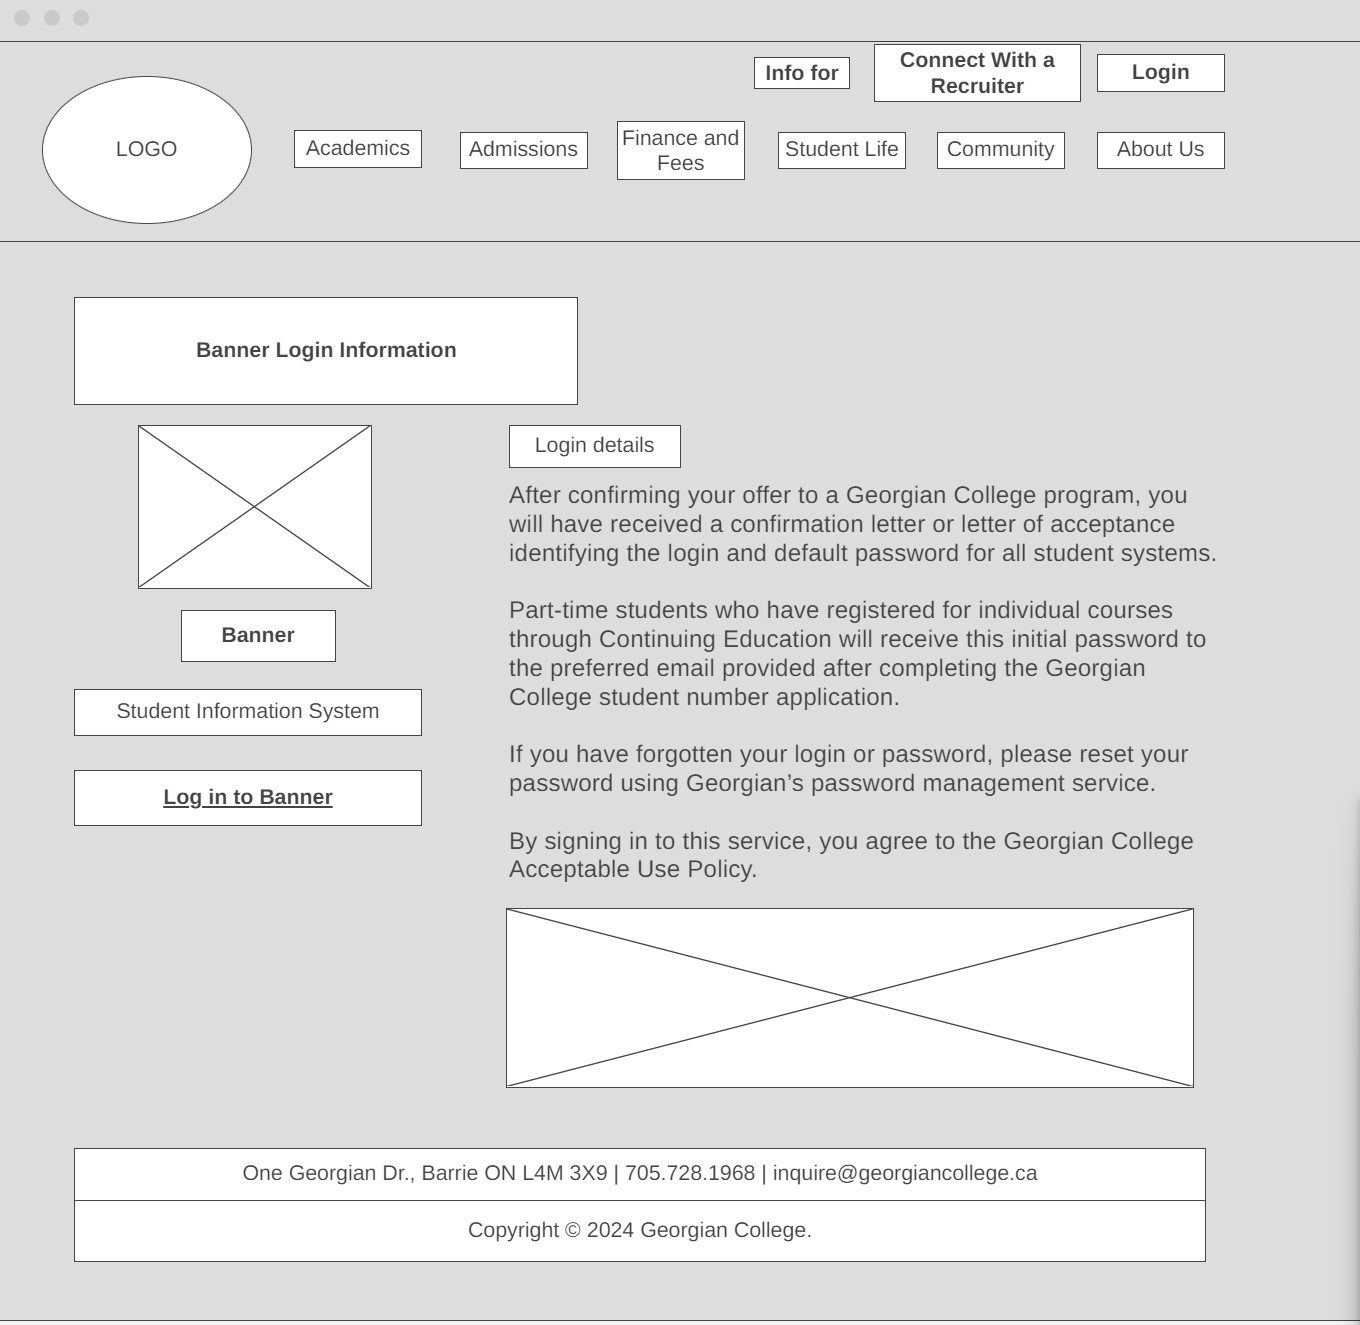 Info for
Connect With a
Recruiter
Login
LOGO
Academics
Admissions
Finance and
Fees
Student Life
Community
About Us
Banner Login Information
Banner
Student Information System
Log in to Banner
Login details
After confirming your offer to a Georgian College program, you
will have received a confirmation letter or letter of acceptance
identifying the login and default password for all student systems.
Part-time students who have registered for individual courses
through Continuing Education will receive this initial password to
the preferred email provided after completing the Georgian
College student number application.
If you have forgotten your login or password, please reset your
password using Georgian’s password management service.
By signing in to this service, you agree to the Georgian College
Acceptable Use Policy.
One Georgian Dr., Barrie ON L4M 3X9 | 705.728.1968 | inquire@georgiancollege.ca
Copyright © 2024 Georgian College.